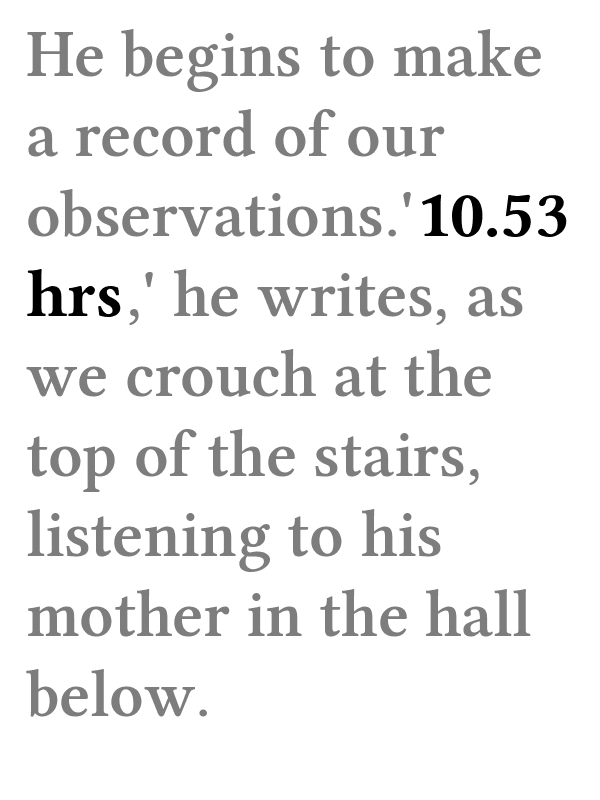 He begins to make
a record of our
observations.'10.53
hrs,' he writes, as
we crouch at the
top of the stairs,
listening to his
mother in the hall
below.